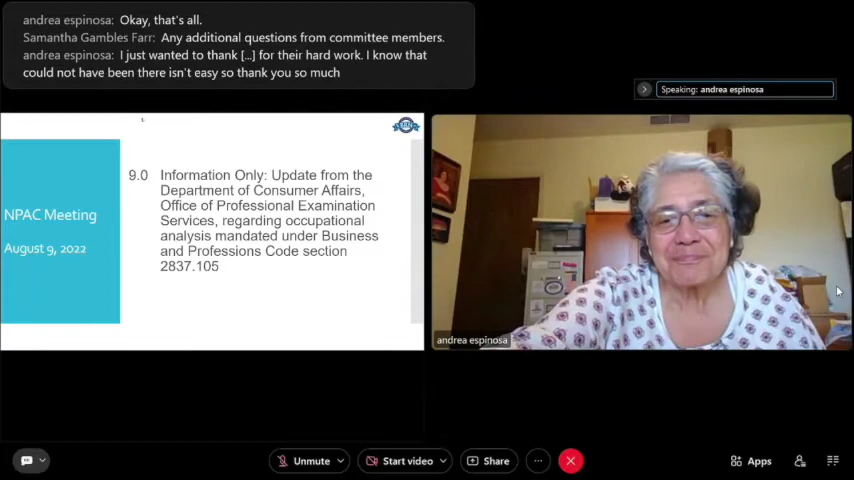 andrea espinosa: Okay, that's all.
Samantha Gambles Farr: Any additional questions from committee members.
andrea espinosa: I just wanted to thank [...] for their hard work. I know that
could not have been there isn't easy so thank you so much
Speaking: andrea espinosa
NPAC Meeting
August 9, 2022
9.0 Information Only: Update from the
Department of Consumer Affairs,
Office of Professional Examination
Services, regarding occupational
analysis mandated under Business
and Professions Code section
2837.105
andrea espinosa
Unmute
Start video
Share
Apps